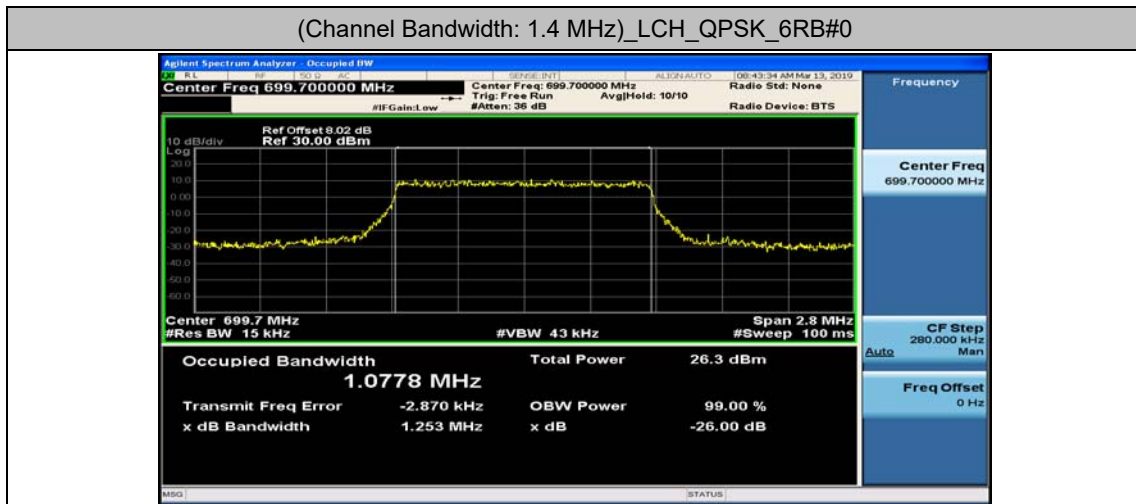 (Channel Bandwidth: 1.4 MHz)_LCH_QPSK_6RB#0
Agilent Spectrum Analyzer - Occupied BW
RL RF 50 Ω AC SENSE:INT ALIGN AUTO 08:43:34 AM Mar 13, 2019
Center Freq 699.700000 MHz
Center Freq: 699.700000 MHz
Radio Std: None
Trig: Free Run Avg|Hold: 10/10
#IFGain:Low #Atten: 36 dB Radio Device: BTS
Ref Offset 8.02 dB
10 dB/div Ref 30.00 dBm
Log
20.0
10.0
0.00
-10.0
-20.0
-30.0
-40.0
-50.0
-60.0
Center 699.7 MHz Span 2.8 MHz
#Res BW 15 kHz #VBW 43 kHz #Sweep 100 ms
Occupied Bandwidth Total Power 26.3 dBm
1.0778 MHz
Transmit Freq Error -2.870 kHz OBW Power 99.00 %
x dB Bandwidth 1.253 MHz x dB -26.00 dB
MSG STATUS
Frequency
Center Freq
699.700000 MHz
CF Step
280.000 kHz
Auto Man
Freq Offset
0 Hz